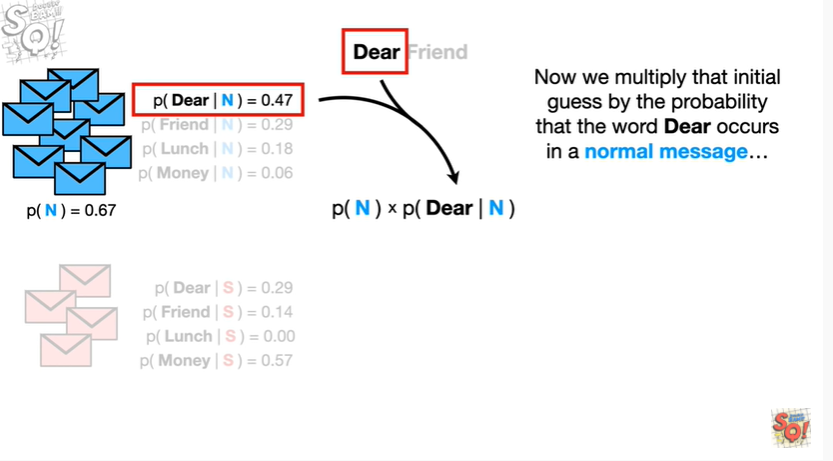 Dear Friend
p( Dear | N ) = 0.47
p( Friend | N ) = 0.29
p( Lunch | N ) = 0.18
p( Money | N ) = 0.06
p( N ) = 0.67
p( N ) x p( Dear | N )
Now we multiply that initial
guess by the probability
that the word Dear occurs
in a normal message…
p( Dear | S ) = 0.29
p( Friend | S ) = 0.14
p( Lunch | S ) = 0.00
p( Money | S ) = 0.57